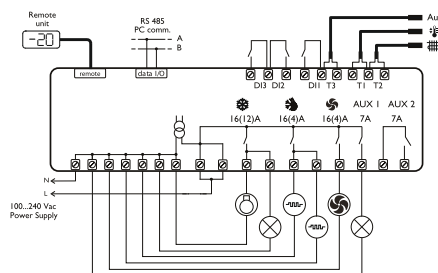 Remote
unit
-20
RS 485
PC comm.
A
B
Au
remote
data I/O
DI3 DI2 DI1 T3 T1 T2
AUX 1 AUX 2
16(12)A 16(4)A 16(4)A 7A 7A
N
L
100...240 Vac
Power Supply